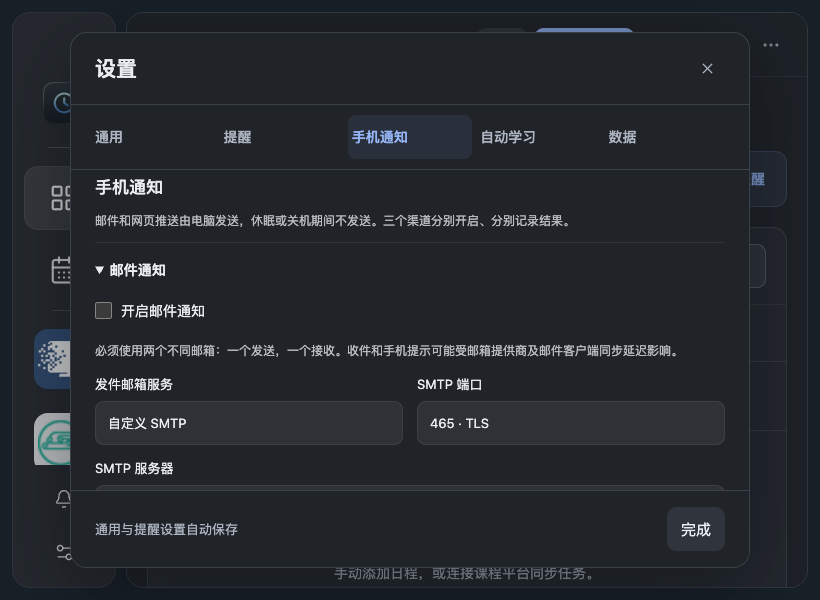 设置
通用
提醒
手机通知
自动学习
数据
醒
手机通知
邮件和网页推送由电脑发送，休眠或关机期间不发送。三个渠道分别开启、分别记录结果。
▼ 邮件通知
开启邮件通知
必须使用两个不同邮箱：一个发送，一个接收。收件和手机提示可能受邮箱提供商及邮件客户端同步延迟影响。
发件邮箱服务
SMTP 端口
自定义 SMTP
465 · TLS
SMTP 服务器
通用与提醒设置自动保存
完成
手动添加日程，或连接课程平台同步任务。